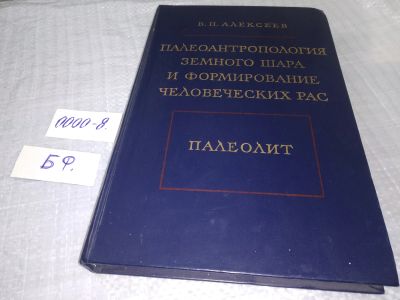 В. П. АЛЕКСЕЕВ
ПАЛЕОАНТРОПОЛОГИЯ
ЗЕМНОГО ШАРА
И ФОРМИРОВАНИЕ
ЧЕЛОВЕЧЕСКИХ РАС
ПАЛЕОЛИТ
0000-8.
БФ.